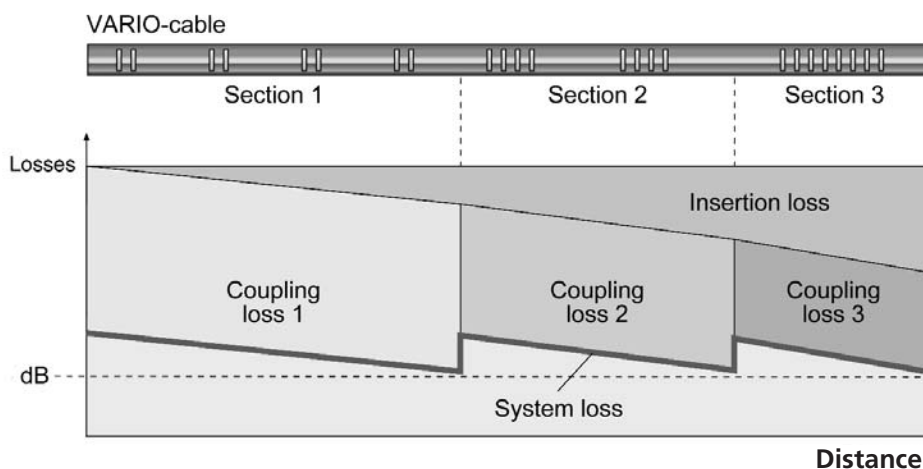 VARIO-cable
Section 1
Section 2
Section 3
Losses
Insertion loss
Coupling
loss 1
Coupling
loss 2
Coupling
loss 3
dB
System loss
Distance